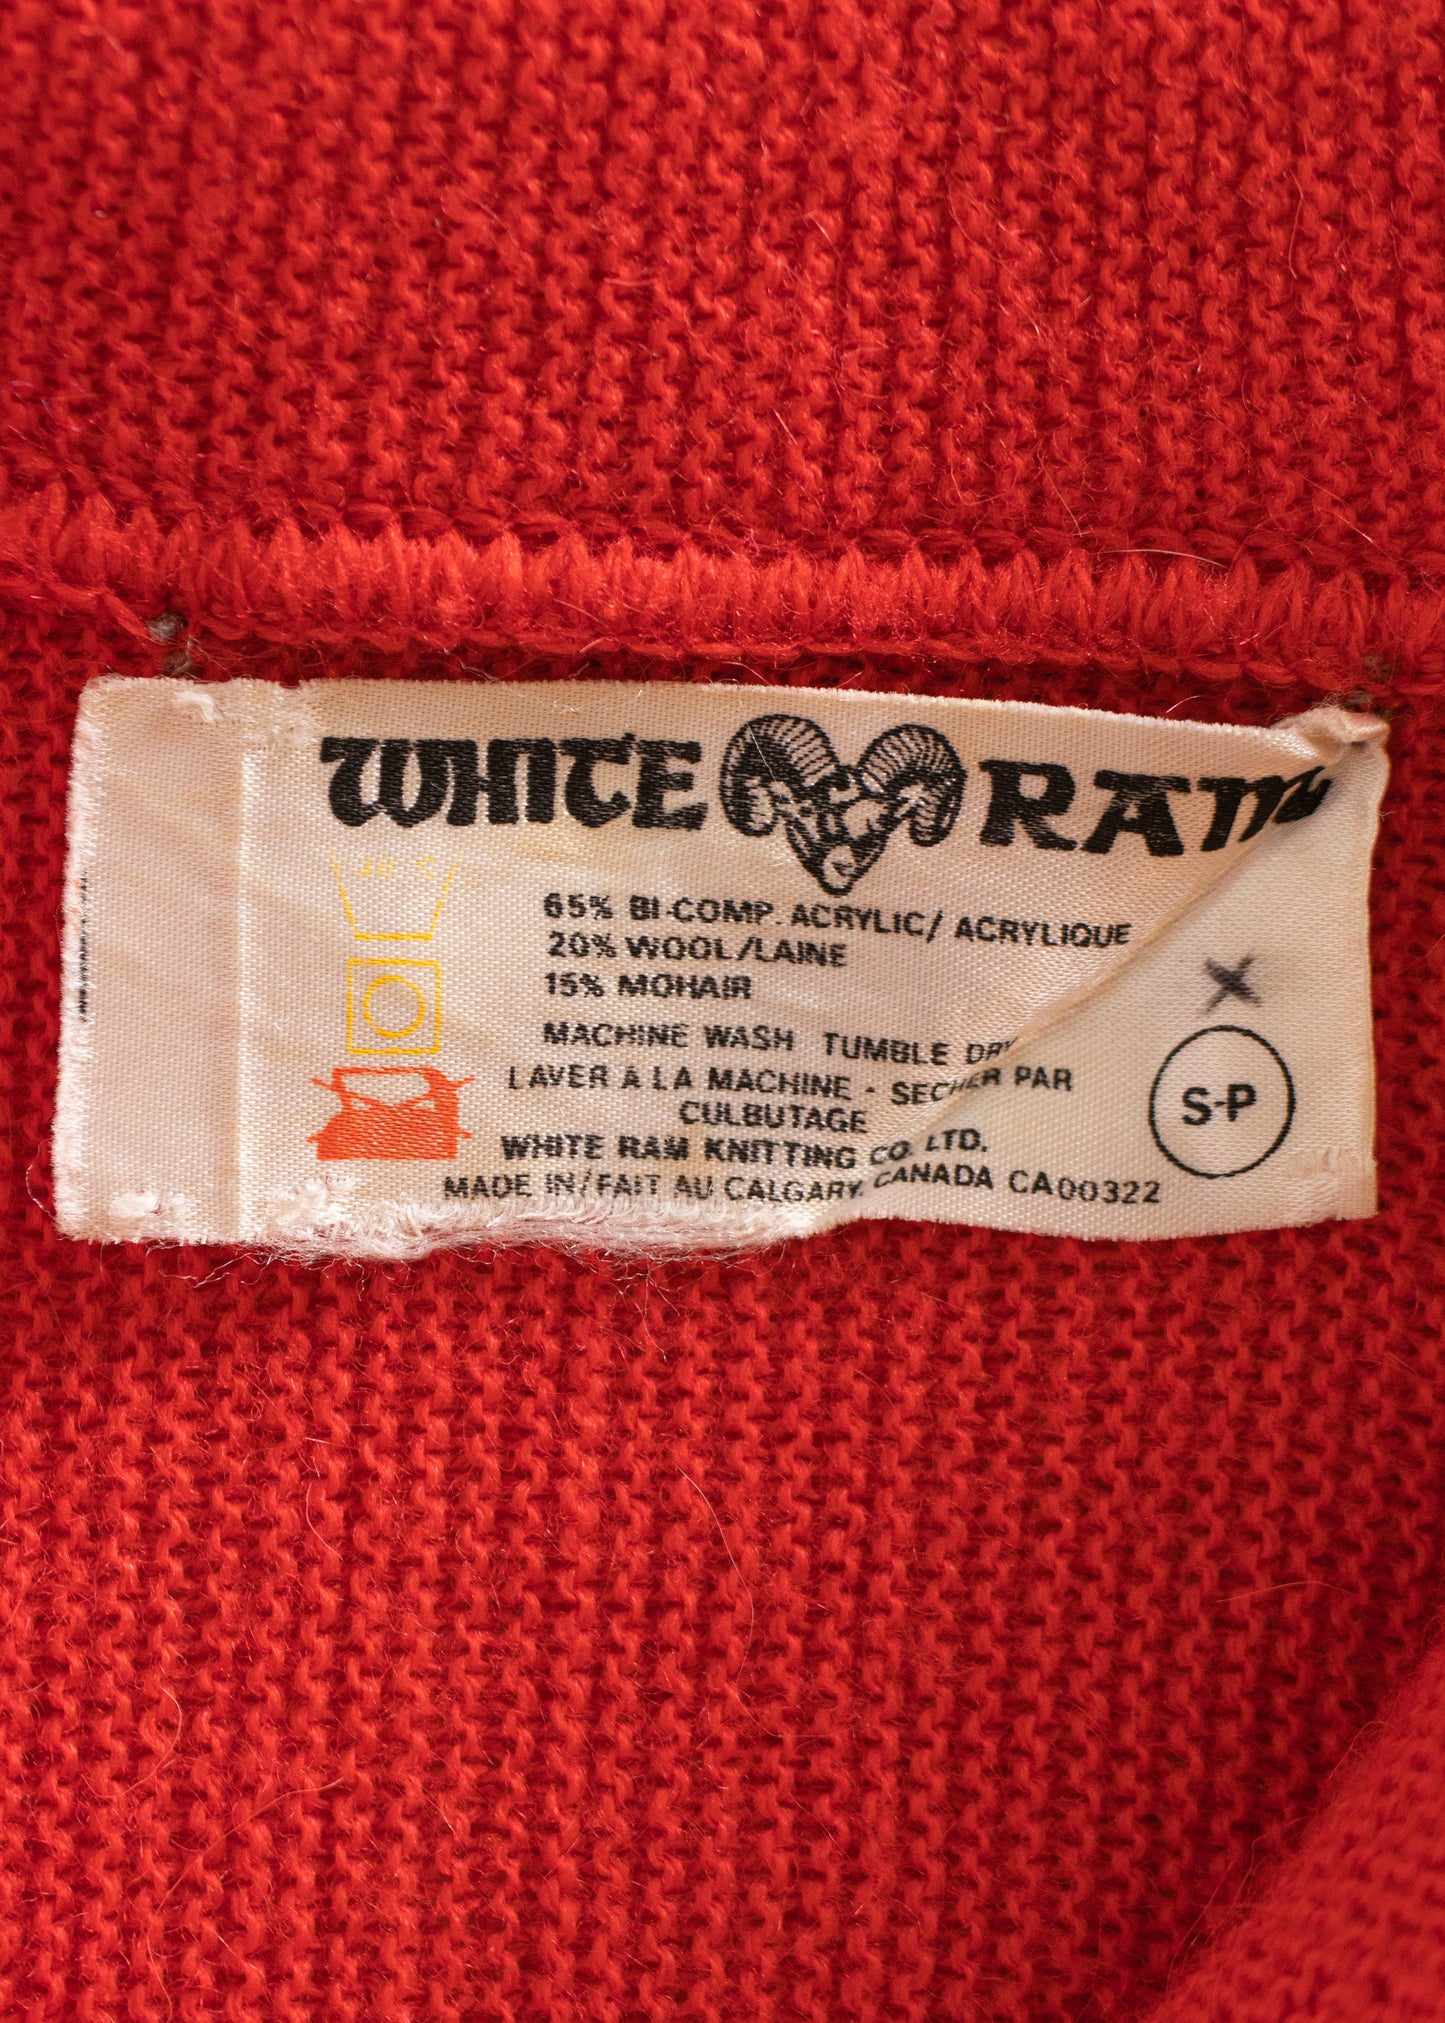 WHITE RAM
65% BI-COMP. ACRYLIC/ ACRYLIQUE
20% WOOL/LAINE
15% MOHAIR
MACHINE WASH TUMBLE DRY
LAVER A LA MACHINE - SECHER PAR
CULBUTAGE
WHITE RAM KNITTING CO. LTD.
MADE IN/FAIT AU CALGARY, CANADA CA00322
X
S-P